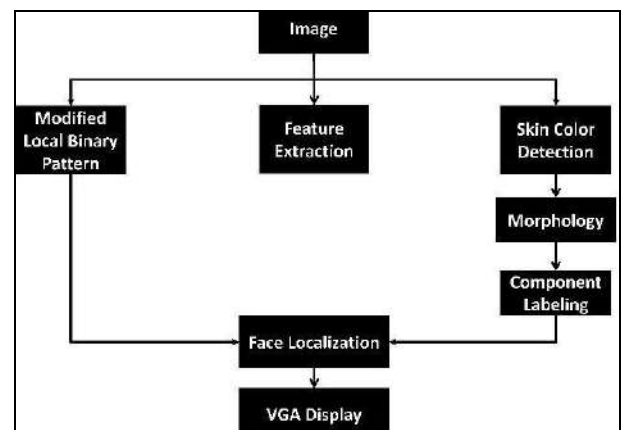 Image
Modified
Local Binary
Pattern
Feature
Extraction
Skin Color
Detection
Morphology
Component
Labeling
Face Localization
VGA Display